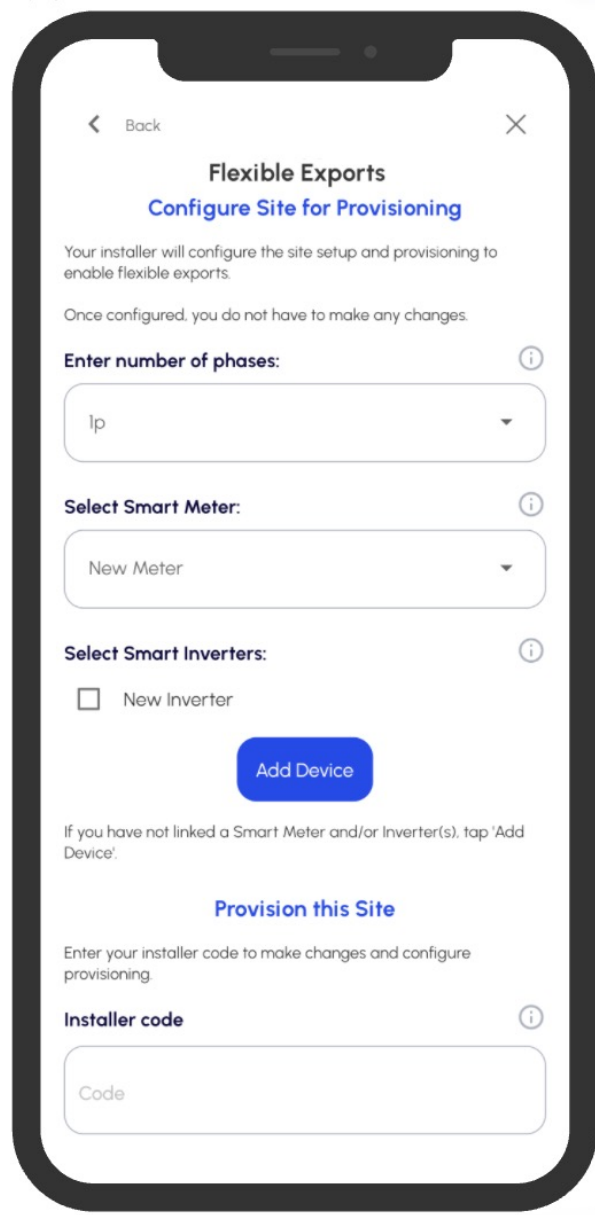 Back
Flexible Exports
Configure Site for Provisioning
Your installer will configure the site setup and provisioning to
enable flexible exports.
Once configured, you do not have to make any changes.
Enter number of phases:
1p
Select Smart Meter:
New Meter
Select Smart Inverters:
New Inverter
Add Device
If you have not linked a Smart Meter and/or Inverter(s), tap 'Add
Device'.
Provision this Site
Enter your installer code to make changes and configure
provisioning.
Installer code
Code